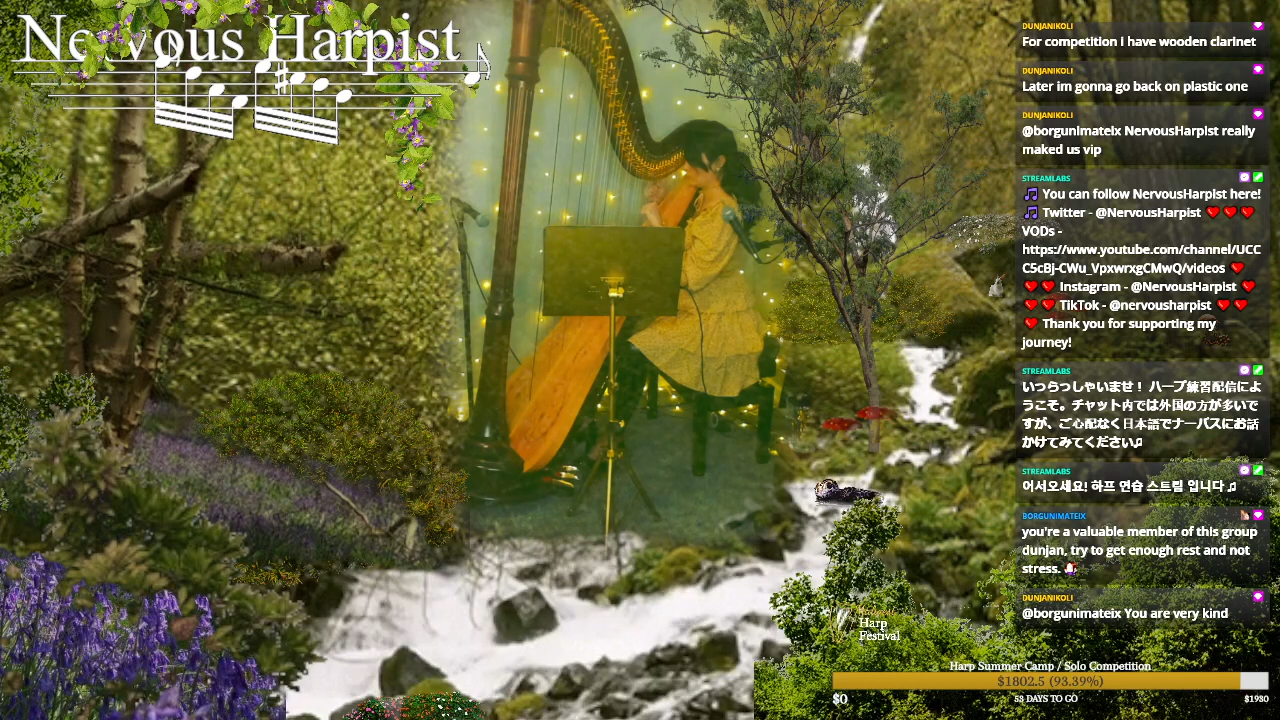 Nervous Harpist
DUNJANIKOLI
For competition i have wooden clarinet
DUNJANIKOLI
Later im gonna go back on plastic one
DUNJANIKOLI
@borgunimateix NervousHarpist really
maked us vip
STREAMLABS
🎵 You can follow NervousHarpist here!
🎵 Twitter - @NervousHarpist ❤️ ❤️ ❤️
VODs -
https://www.youtube.com/channel/UCC
C5cBj-CWu_VpxwrxgCMwQ/videos ❤️
❤️ ❤️ Instagram - @NervousHarpist ❤️
❤️ ❤️ TikTok - @nervousharpist ❤️ ❤️
❤️ Thank you for supporting my
journey!
STREAMLABS
いっらっしゃいませ！ ハープ練習配信によ
うこそ。チャット内では外国の方が多いで
すが、ご心配なく日本語でナーバスにお話
かけてみてください♫
STREAMLABS
어서오세요! 하프 연습 스트림 입니다 ♫
BORGUNIMATEIX
you're a valuable member of this group
dunjan, try to get enough rest and not
stress.
DUNJANIKOLI
@borgunimateix You are very kind
Harp
Festival
Harp Summer Camp / Solo Competition
$1802.5 (93.39%)
$0
53 DAYS TO GO
$1930